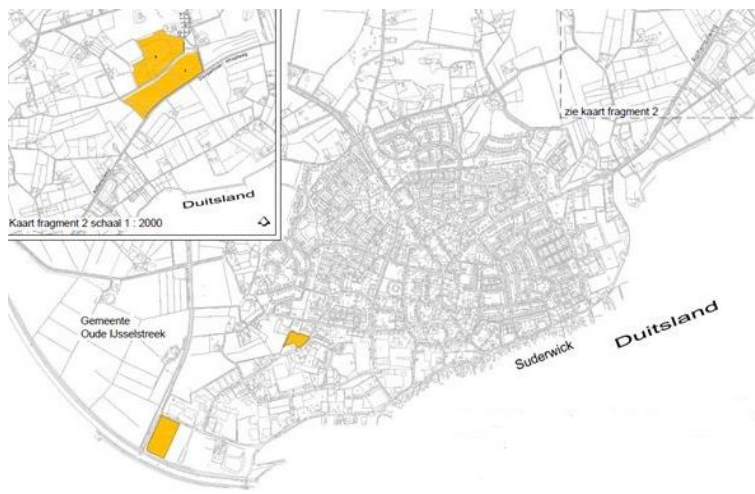 Duitsland
Kaart fragment 2 schaal 1 : 2000
zie kaart fragment 2
Gemeente
Oude IJsselstreek
Suderwick
Duitsland